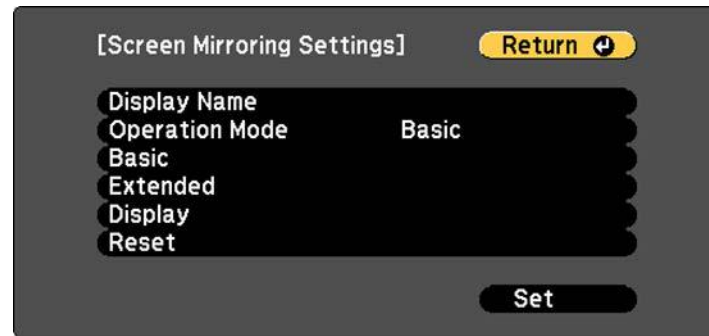 [Screen Mirroring Settings] Return
Display Name
Operation Mode Basic
Basic
Extended
Display
Reset
Set